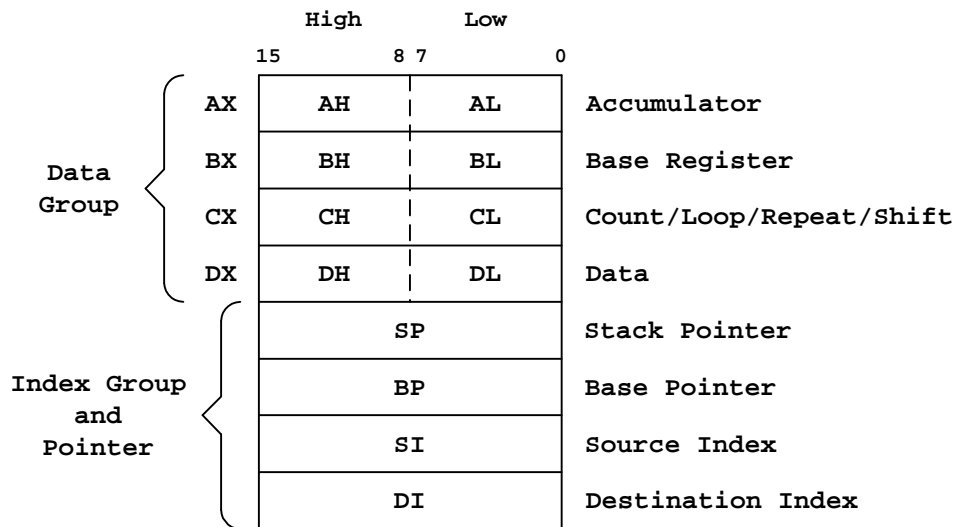 High Low
15 8 7 0
AX AH AL Accumulator
BX BH BL Base Register
Data
Group
CX CH CL Count/Loop/Repeat/Shift
DX DH DL Data
SP Stack Pointer
Index Group
and
Pointer
BP Base Pointer
SI Source Index
DI Destination Index